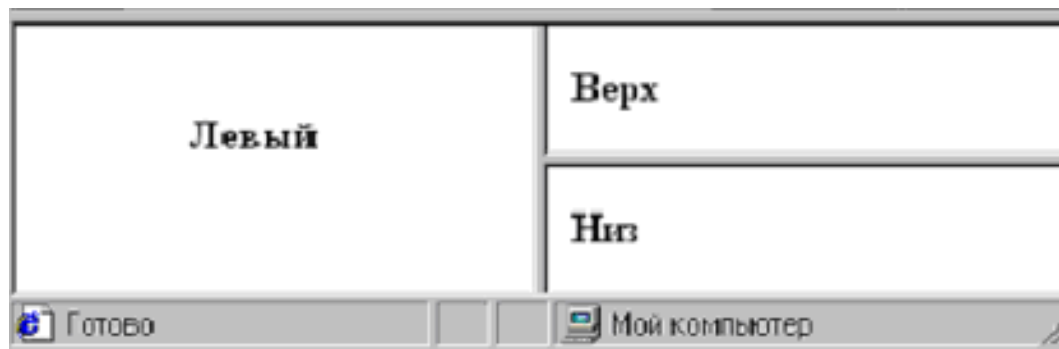 Левый
Верх
Низ
Готово
Мой компьютер